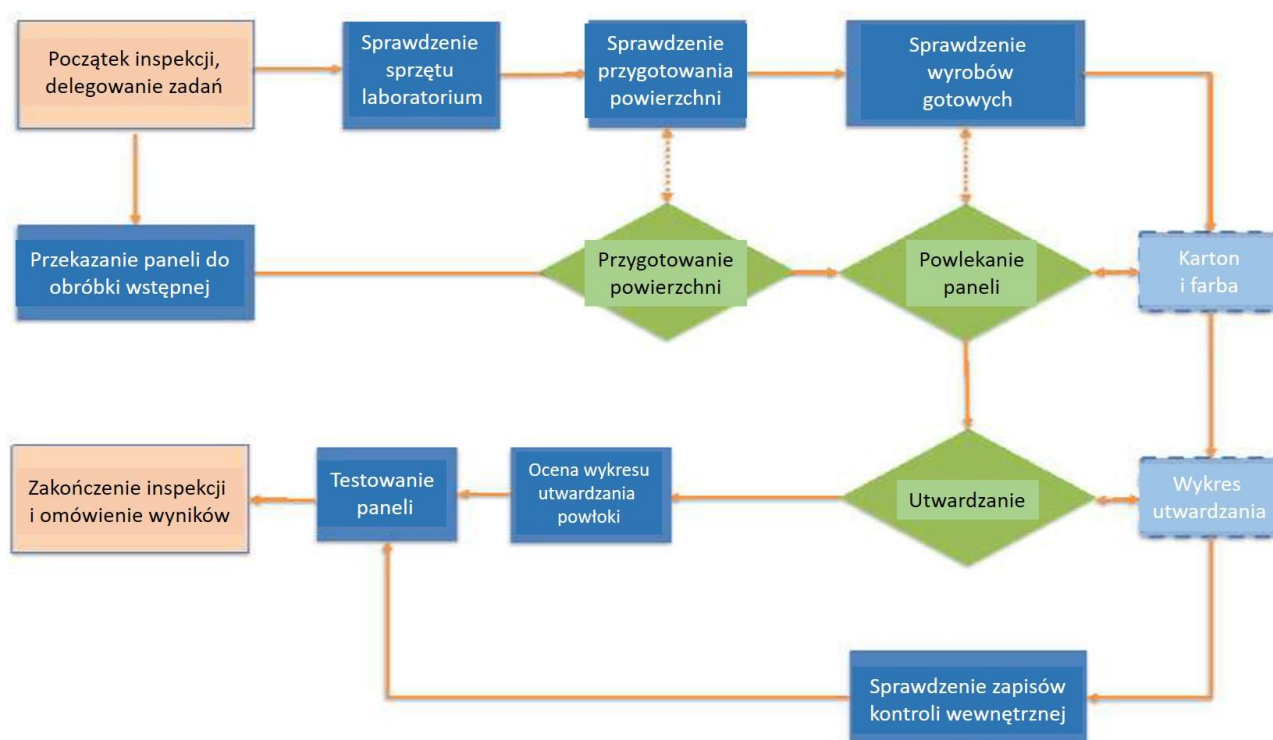 Początek inspekcji,
delegowanie zadań
Sprawdzenie
sprzętu
laboratorium
Sprawdzenie
przygotowania
powierzchni
Sprawdzenie
wyrobów
gotowych
Przekazanie paneli do
obróbki wstępnej
Przygotowanie
powierzchni
Powlekanie
paneli
Karton
i farba
Zakończenie inspekcji
i omówienie wyników
Testowanie
paneli
Ocena wykresu
utwardzania
powłoki
Utwardzanie
Wykres
utwardzania
Sprawdzenie zapisów
kontroli wewnętrznej